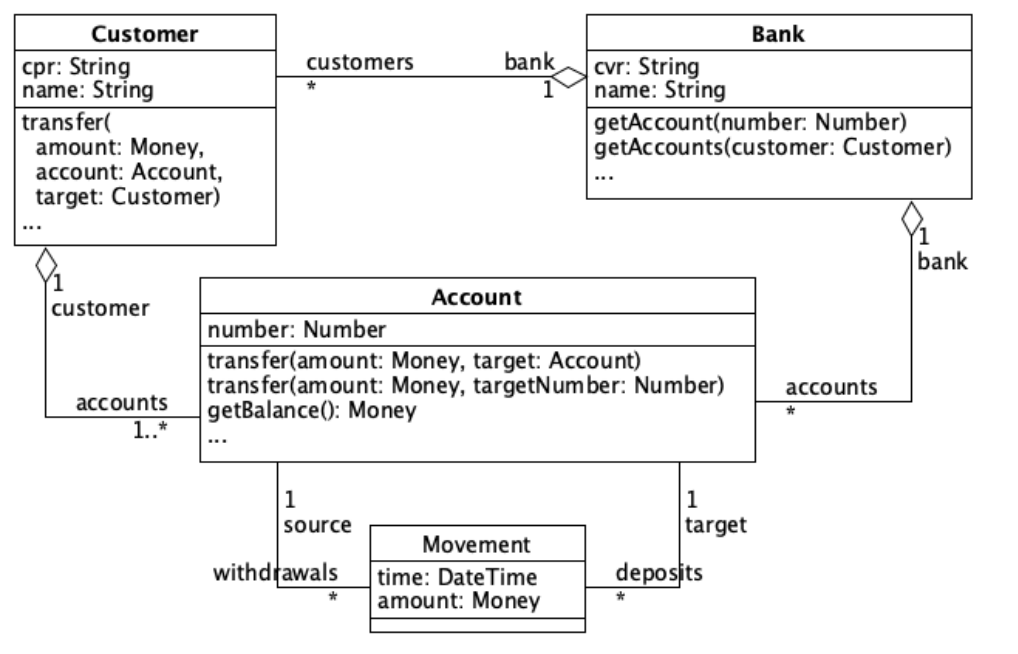 Customer
cpr: String
name: String
transfer(
amount: Money,
account: Account,
target: Customer)
...
customers
*
bank
1
Bank
cvr: String
name: String
getAccount(number: Number)
getAccounts(customer: Customer)
...
1
customer
accounts
1..*
1
bank
accounts
*
Account
number: Number
transfer(amount: Money, target: Account)
transfer(amount: Money, targetNumber: Number)
getBalance(): Money
...
1
source
withdrawals
*
1
target
deposits
*
Movement
time: DateTime
amount: Money